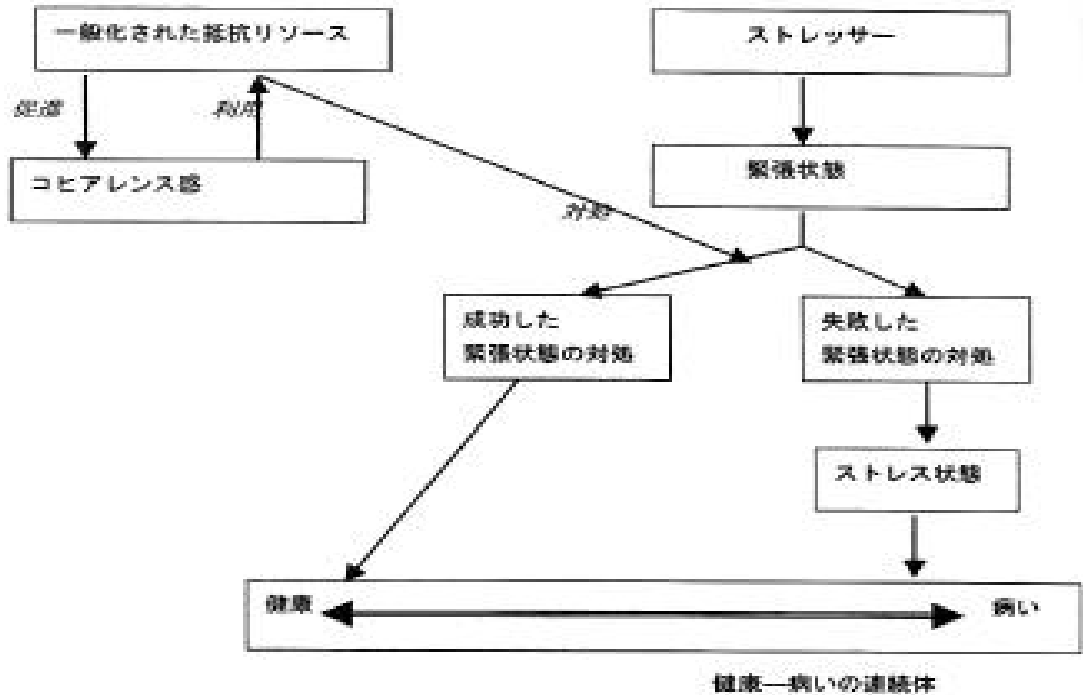 一般化された抵抗リソース
ストレッサー
促進
利用
コヒアレンス感
緊張状態
対処
成功した
緊張状態の対処
失敗した
緊張状態の対処
ストレス状態
健康
病い
健康―病いの連続体